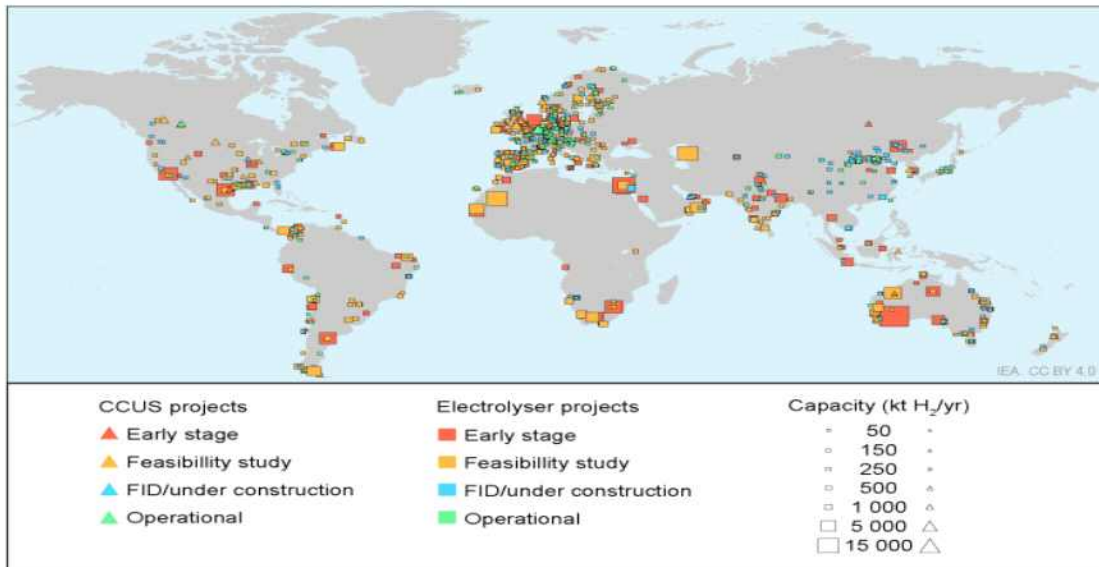 IEA. CC BY 4.0
CCUS projects
Early stage
Feasibillity study
FID/under construction
Operational
Electrolyser projects
Early stage
Feasibillity study
FID/under construction
Operational
Capacity (kt H₂/yr)
50
150
250
500
1 000
5 000
15 000